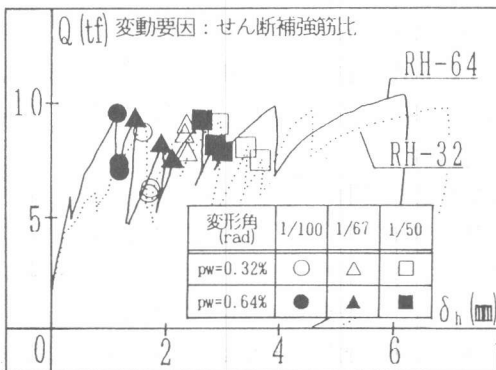 Q (tf) 変動要因：せん断補強筋比
RH-64
10
RH-32
5
変形角(rad) 1/100 1/67 1/50
pw=0.32% ○ △ □
pw=0.64% ● ▲ ■
δh (㎜)
0 0 2 4 6